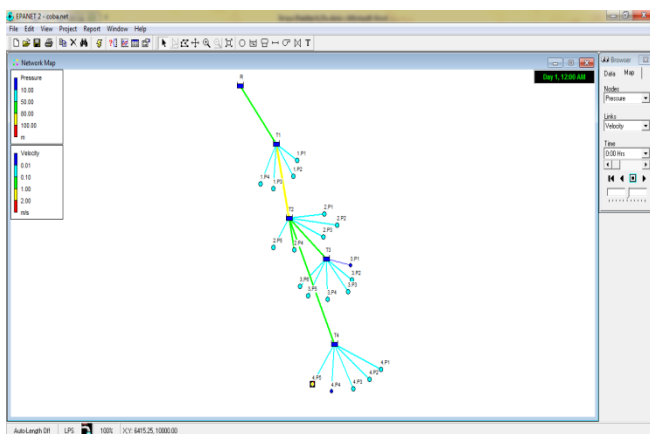 EPANET 2 - coba.net
File Edit View Project Report Window Help
Network Map
Day 1, 12:00 AM
Pressure
10.00
50.00
80.00
100.00
m
Velocity
0.01
0.10
1.00
2.00
m/s
R
T1
1.P1
1.P2
1.P3
1.P4
T2
2.P1
2.P2
2.P3
2.P4
2.P5
T3
3.P1
3.P2
3.P3
3.P4
3.P5
3.P6
T4
4.P1
4.P2
4.P3
4.P4
4.P5
Browser
Data Map
Nodes
Pressure
Links
Velocity
Time
0:00 Hrs
Auto-Length Off LPS 100% X,Y: 6415.25, 10800.00